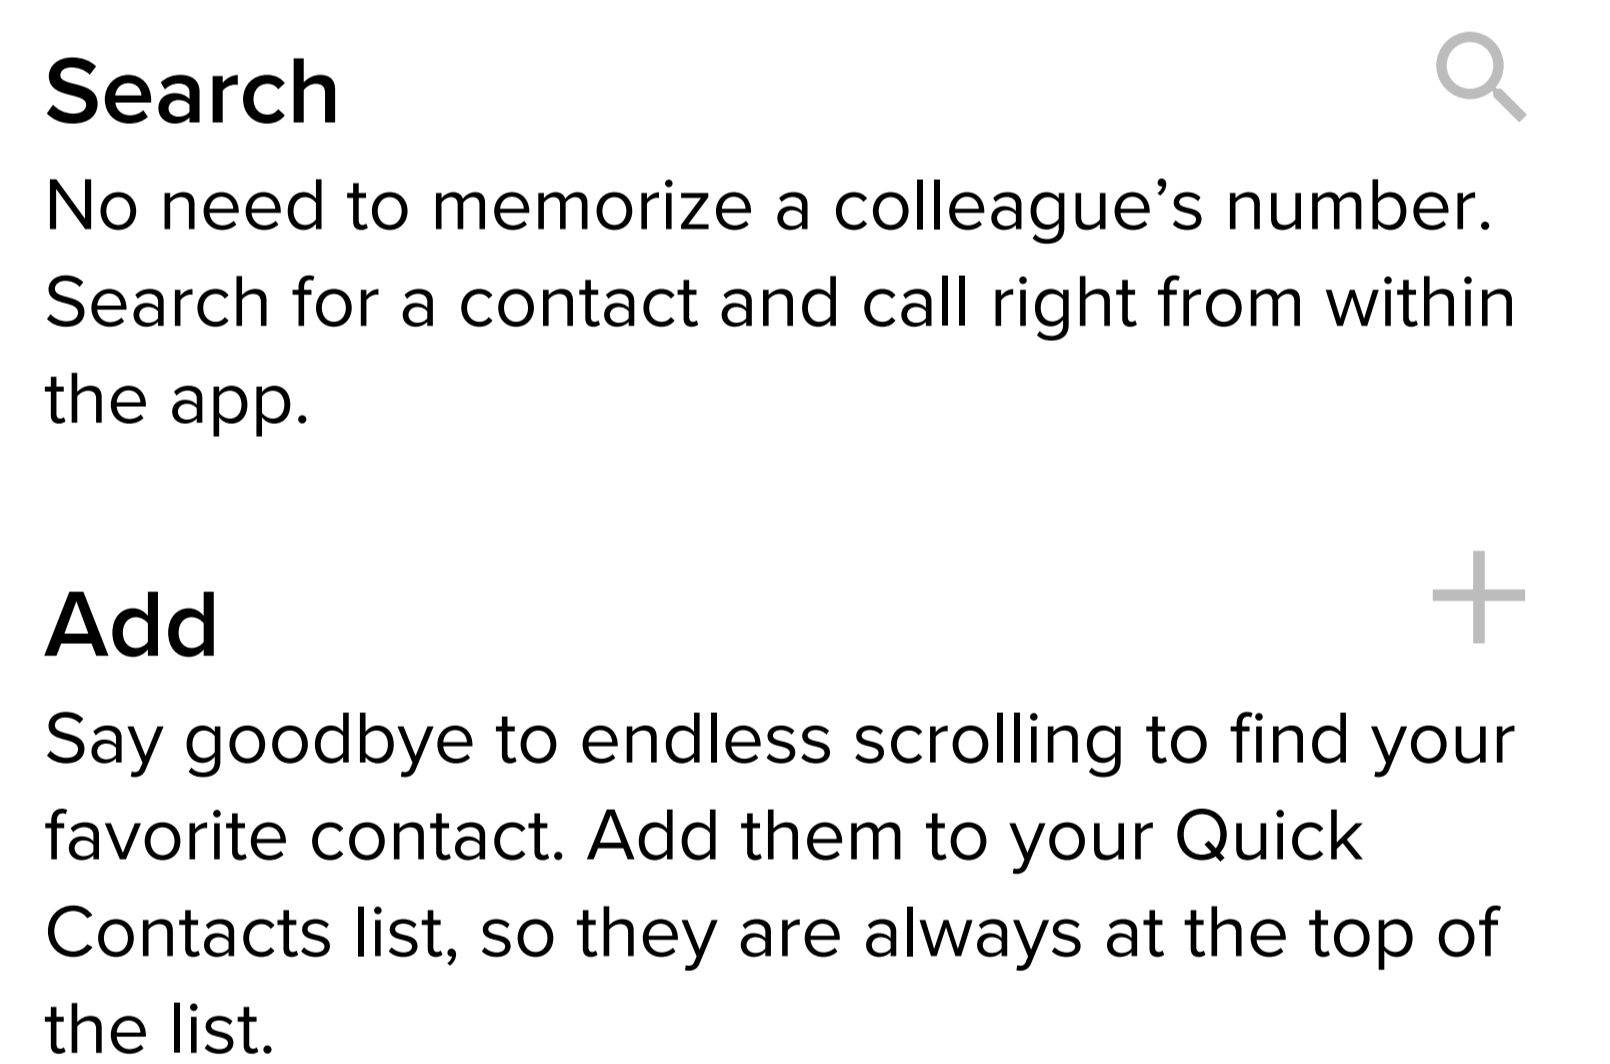 Search
No need to memorize a colleague’s number.
Search for a contact and call right from within
the app.
Add
Say goodbye to endless scrolling to find your
favorite contact. Add them to your Quick
Contacts list, so they are always at the top of
the list.